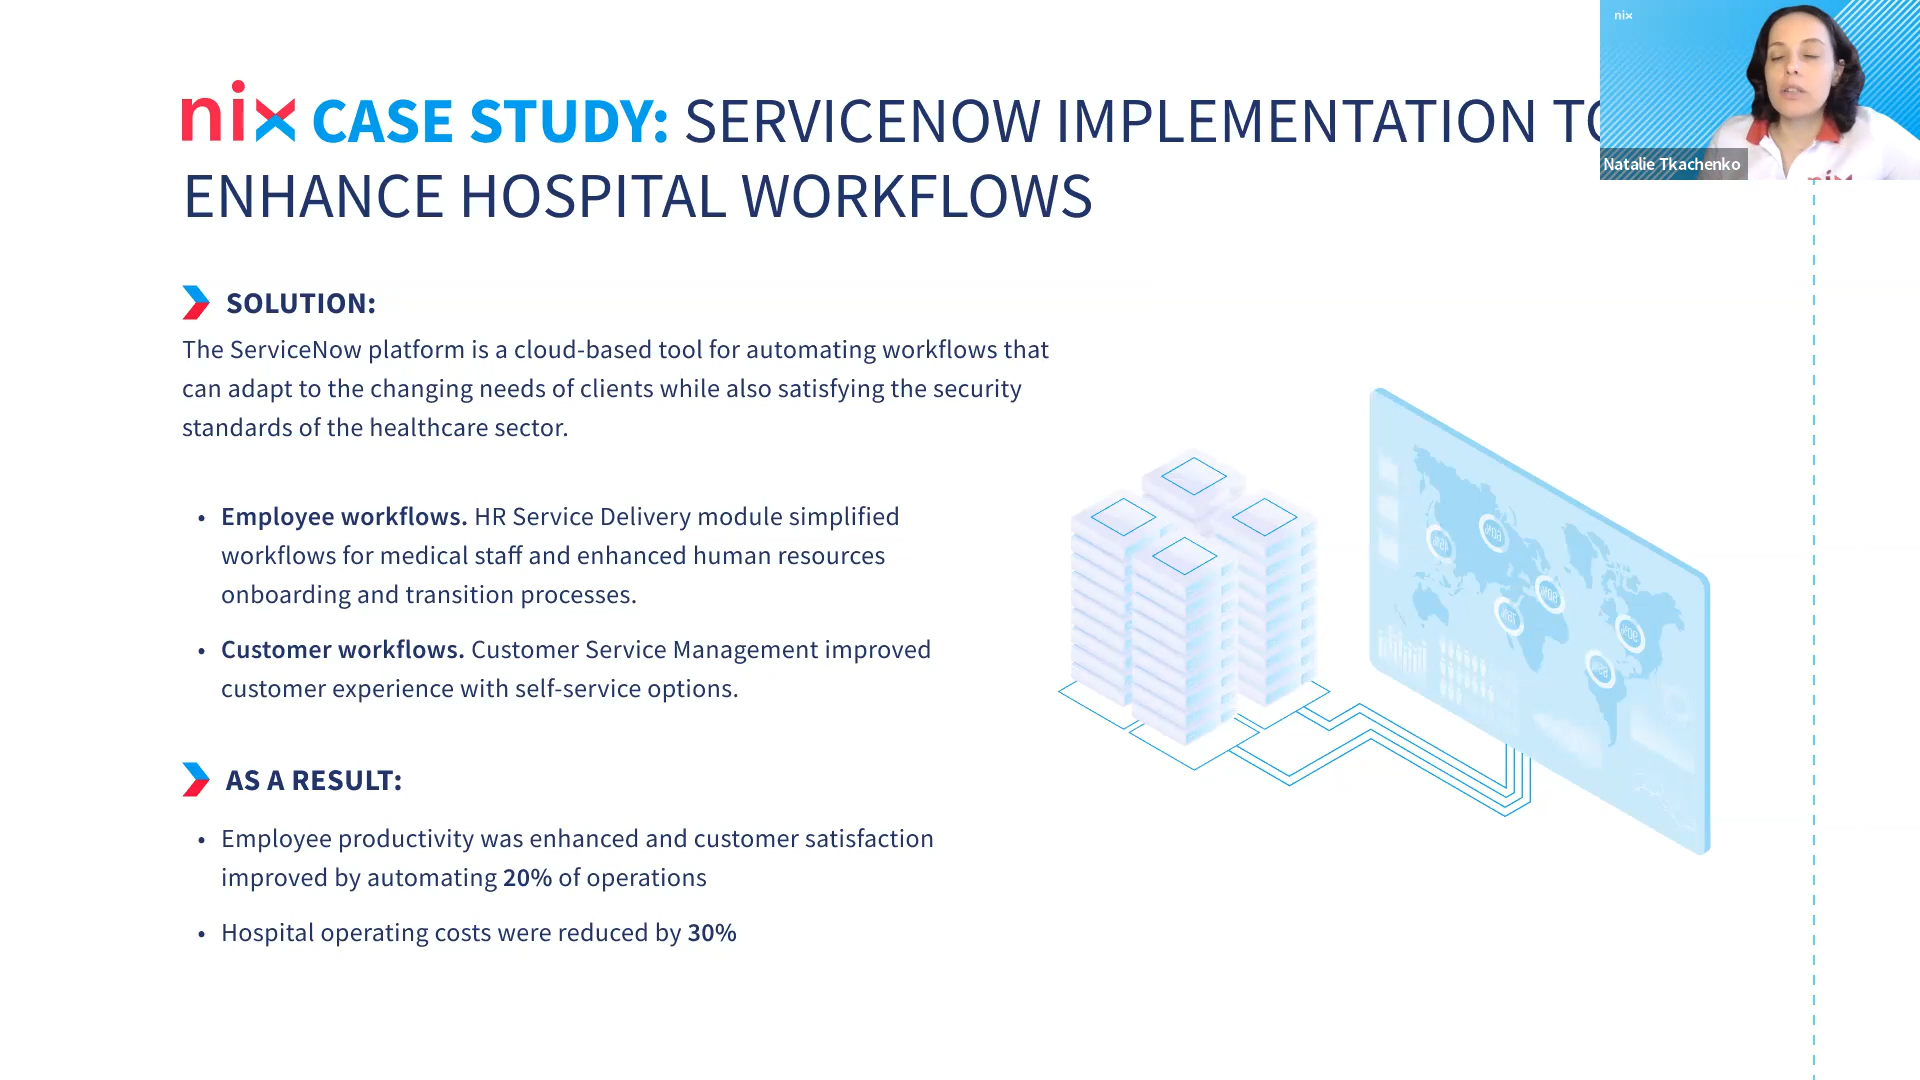 nix
nix CASE STUDY: SERVICENOW IMPLEMENTATION TO
ENHANCE HOSPITAL WORKFLOWS
Natalie Tkachenko
nix
SOLUTION:
The ServiceNow platform is a cloud-based tool for automating workflows that
can adapt to the changing needs of clients while also satisfying the security
standards of the healthcare sector.
• Employee workflows. HR Service Delivery module simplified
workflows for medical staff and enhanced human resources
onboarding and transition processes.
• Customer workflows. Customer Service Management improved
customer experience with self-service options.
AS A RESULT:
• Employee productivity was enhanced and customer satisfaction
improved by automating 20% of operations
• Hospital operating costs were reduced by 30%